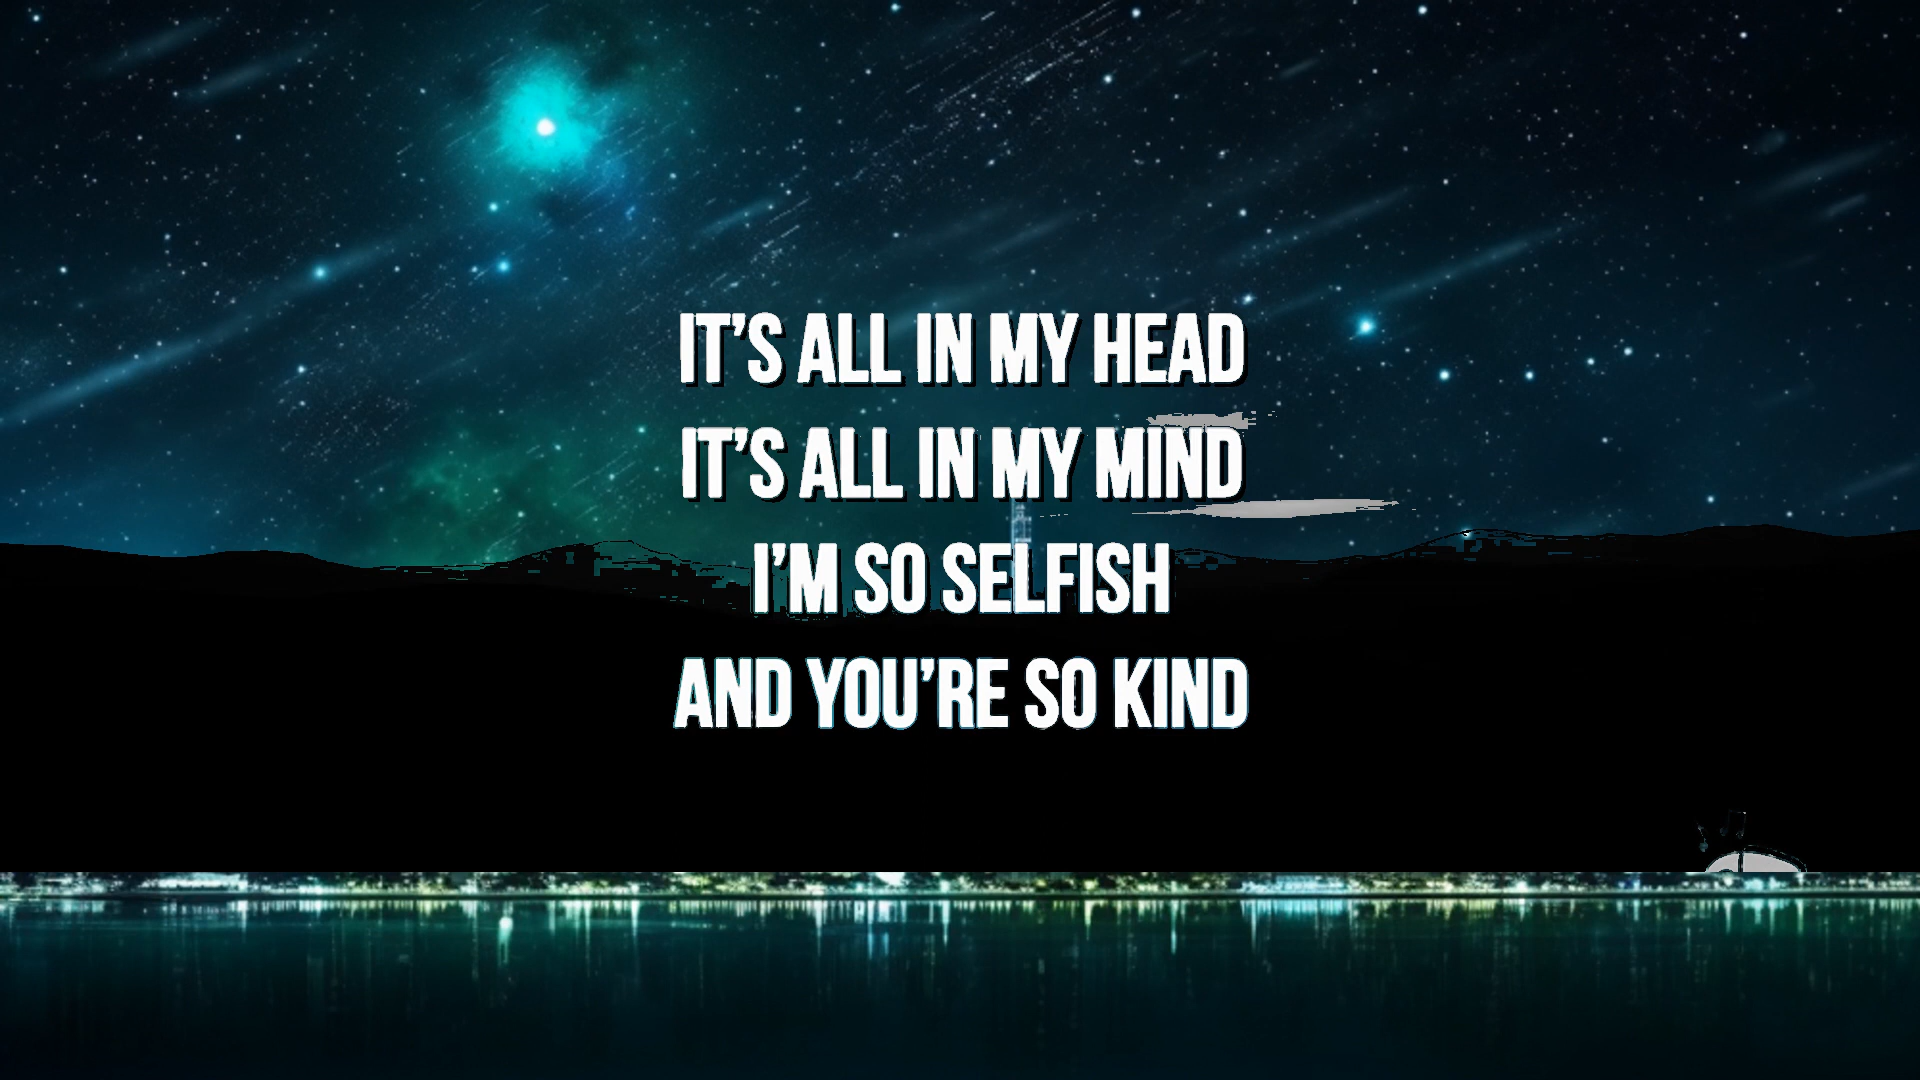 IT'S ALL IN MY HEAD
IT'S ALL IN MY MIND
I'M SO SELFISH
AND YOU'RE SO KIND